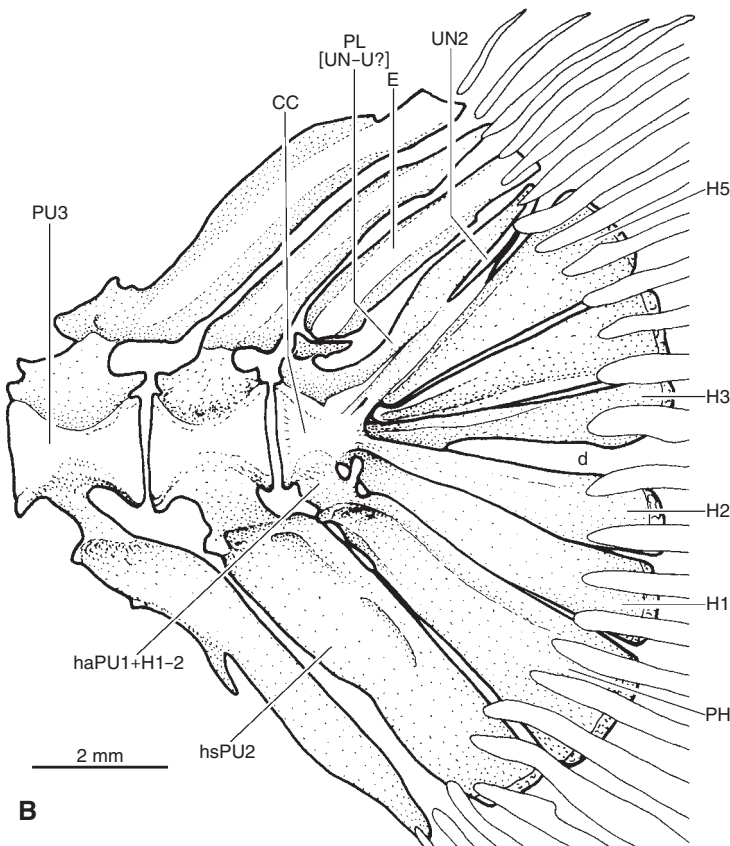 PL
[UN–U?]
UN2
E
CC
PU3
H5
H3
d
H2
H1
haPU1+H1–2
PH
hsPU2
2 mm
B